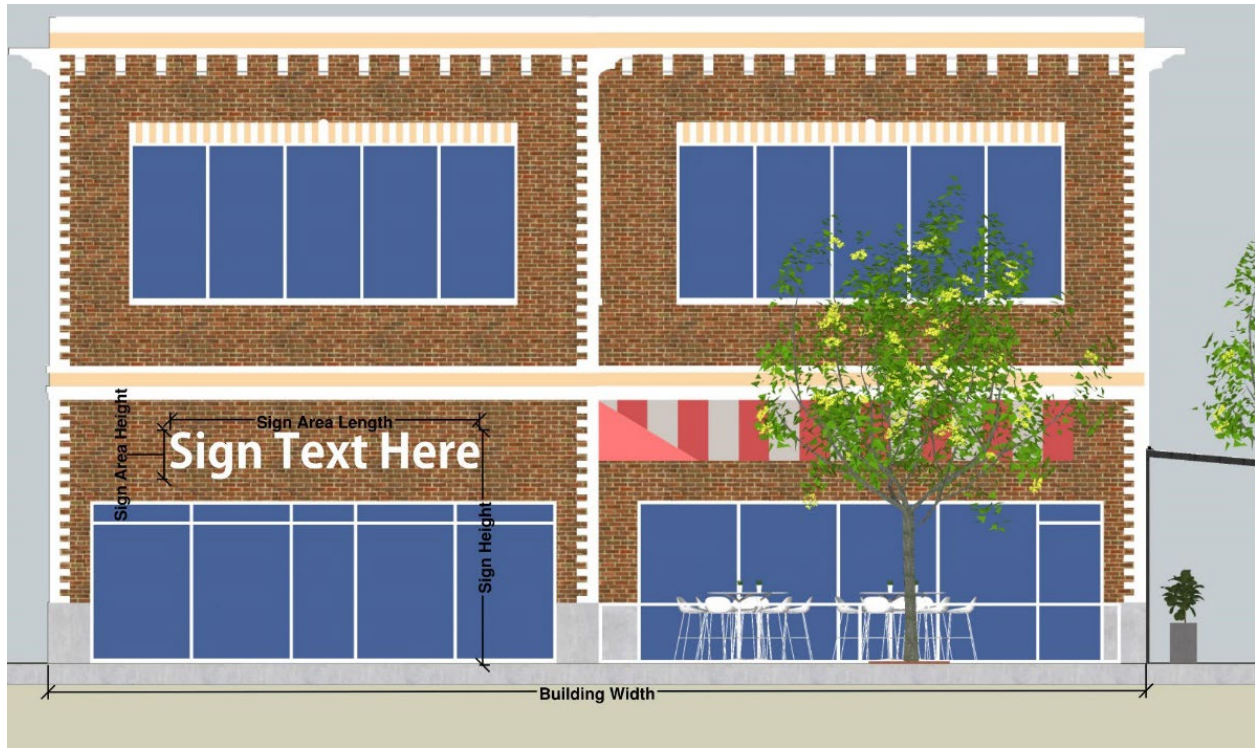 Sign Area Length
Sign Area Height
Sign Text Here
Sign Height
Building Width